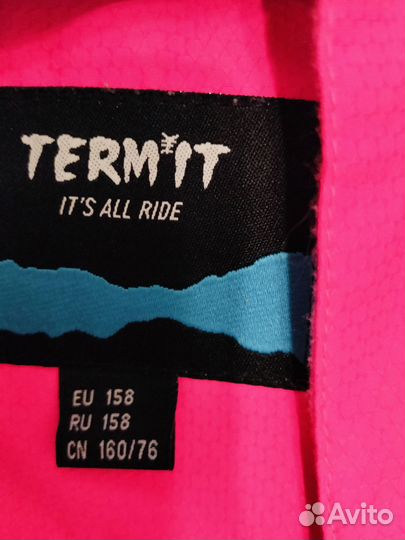 TERMIT
IT'S ALL RIDE
EU 158
RU 158
CN 160/76
Avito